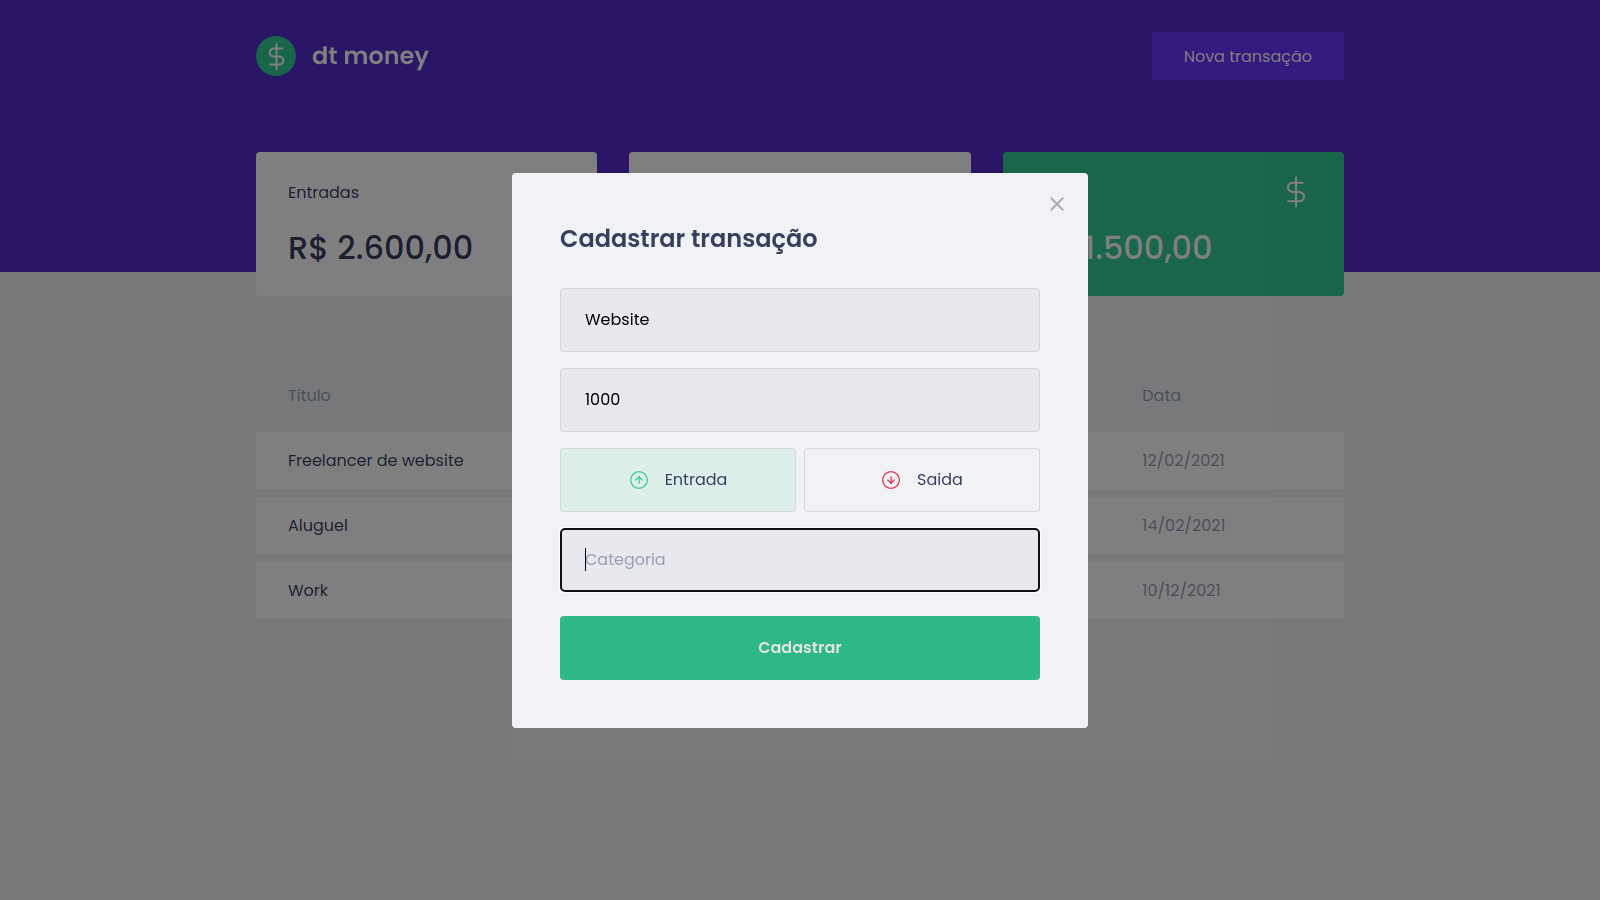 dt money
Nova transação
Entradas
R$ 2.600,00
1.500,00
Cadastrar transação
Website
1000
Entrada
Saida
Categoria
Cadastrar
Titulo
Data
Freelancer de website
12/02/2021
Aluguel
14/02/2021
Work
10/12/2021